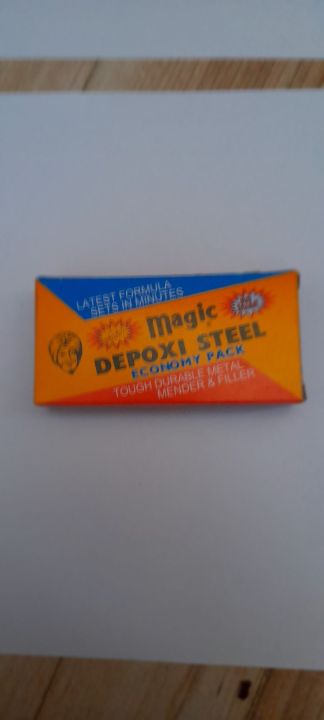 LATEST FORMULA
SETS IN MINUTES
Magic
DEPOXI STEEL
ECONOMY PACK
TOUGH DURABLE METAL
MENDER & FILLER